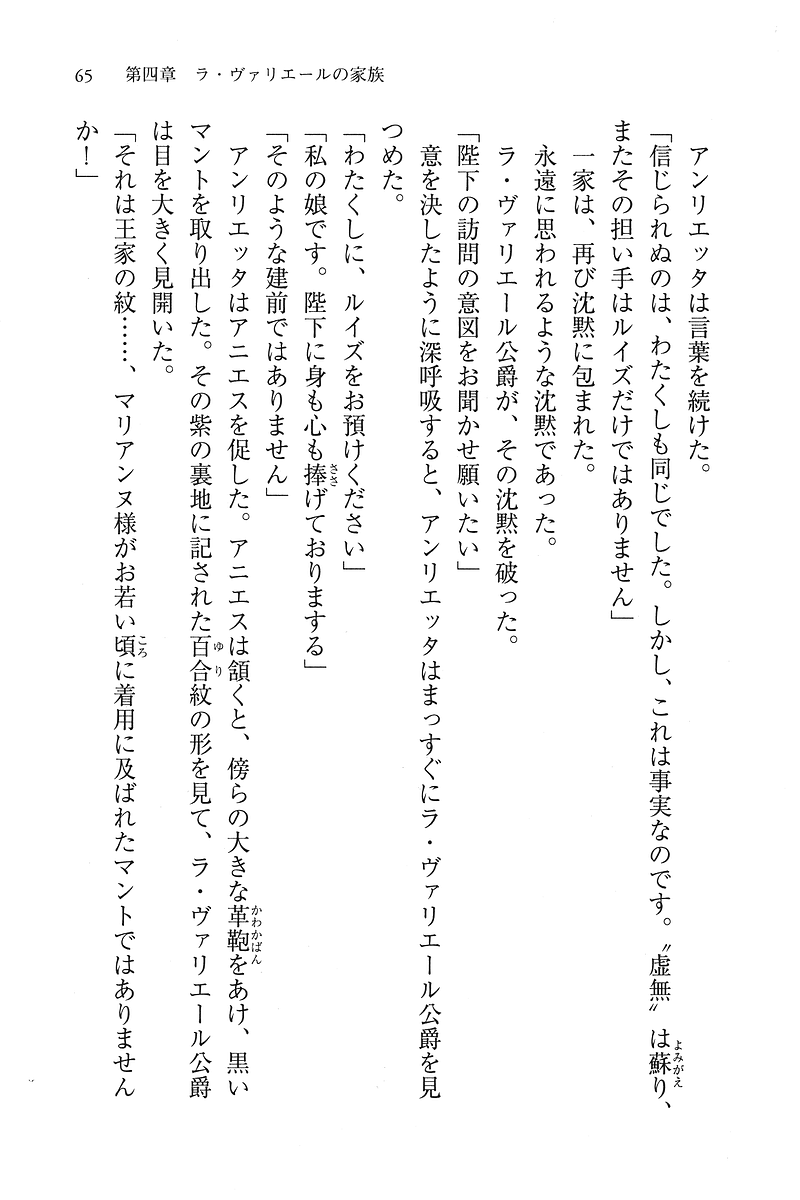 65 第四章 ラ・ヴァリエールの家族
アンリエッタは言葉を続けた。
「信じられぬのは、わたくしも同じでした。しかし、これは事実なのです。〝虚無〟は蘇り、
またその担い手はルイズだけではありません」
一家は、再び沈黙に包まれた。
永遠に思われるような沈黙であった。
ラ・ヴァリエール公爵が、その沈黙を破った。
「陛下の訪問の意図をお聞かせ願いたい」
意を決したように深呼吸すると、アンリエッタはまっすぐにラ・ヴァリエール公爵を見
つめた。
「わたくしに、ルイズをお預けください」
「私の娘です。陛下に身も心も捧げておりまする」
「そのような建前ではありません」
アンリエッタはアニエスを促した。アニエスは頷くと、傍らの大きな革鞄をあけ、黒い
マントを取り出した。その紫の裏地に記された百合紋の形を見て、ラ・ヴァリエール公爵
は目を大きく見開いた。
「それは王家の紋……、マリアンヌ様がお若い頃に着用に及ばれたマントではありません
か！」
よみがえ
ささ
かわかばん
ゆり
ころ